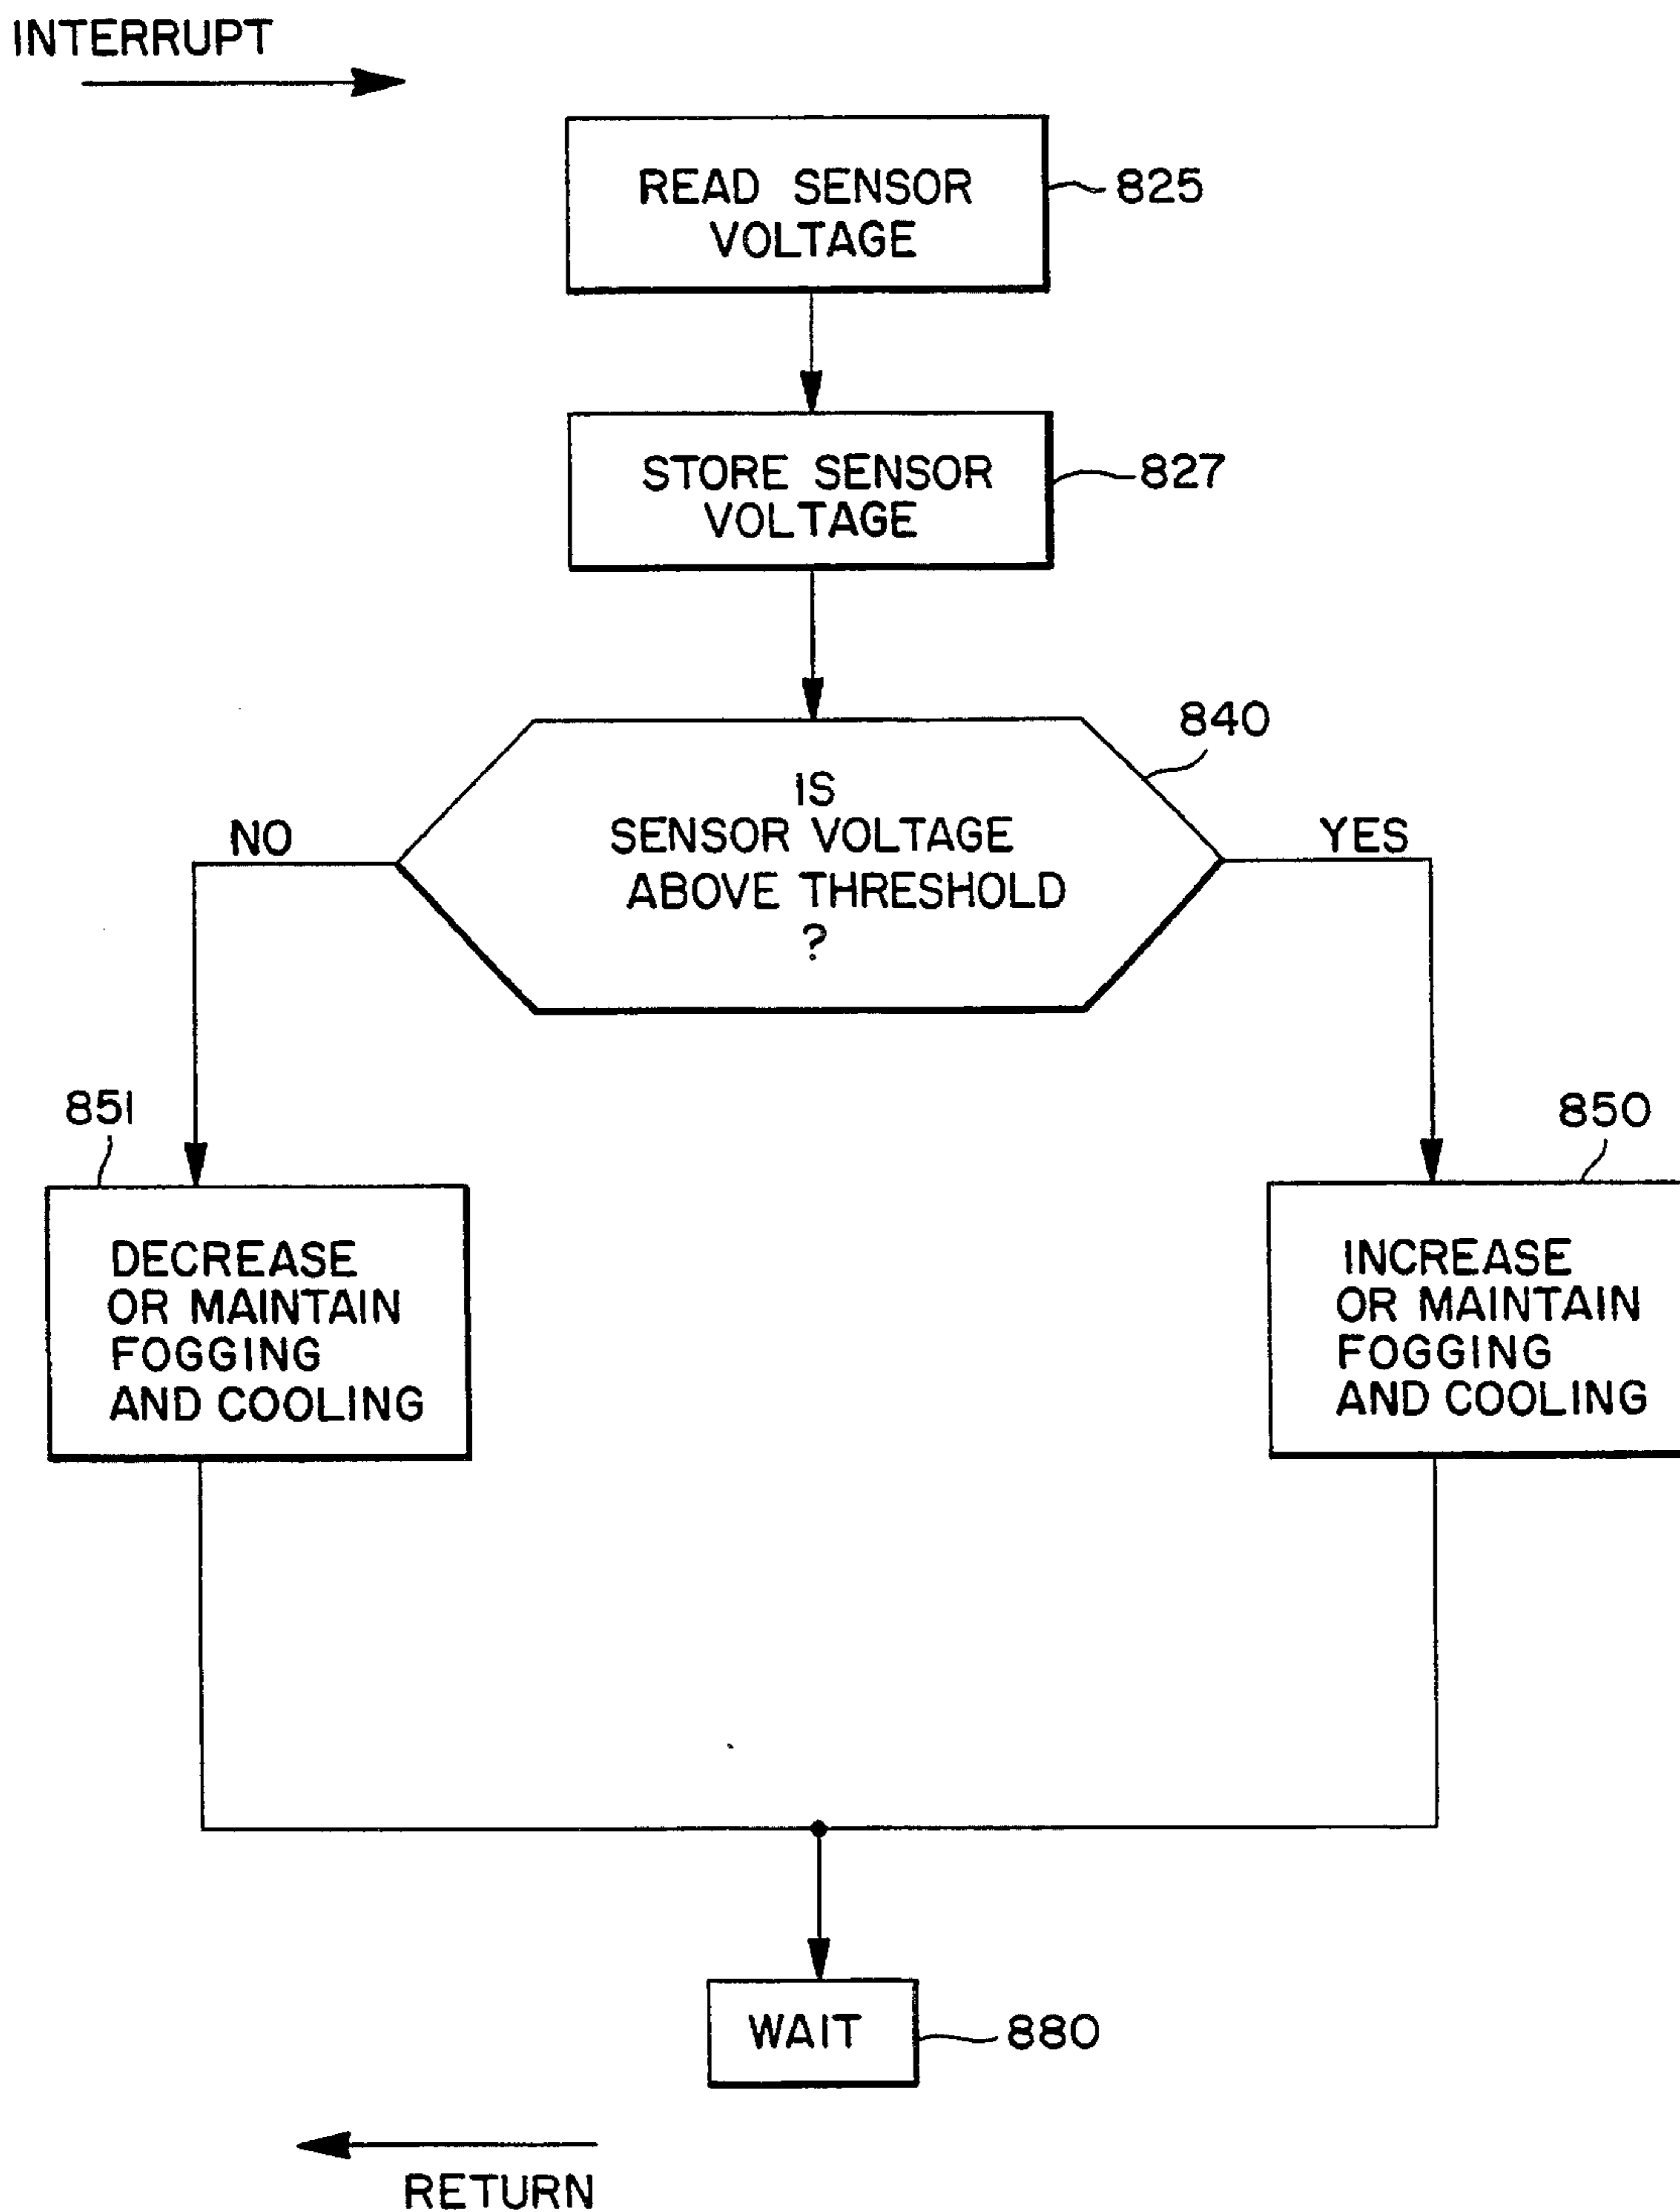 INTERRUPT
READ SENSOR
VOLTAGE
825
STORE SENSOR
VOLTAGE
827
840
IS
SENSOR VOLTAGE
ABOVE THRESHOLD
?
NO
YES
851
850
DECREASE
OR MAINTAIN
FOGGING
AND COOLING
INCREASE
OR MAINTAIN
FOGGING
AND COOLING
WAIT
880
RETURN